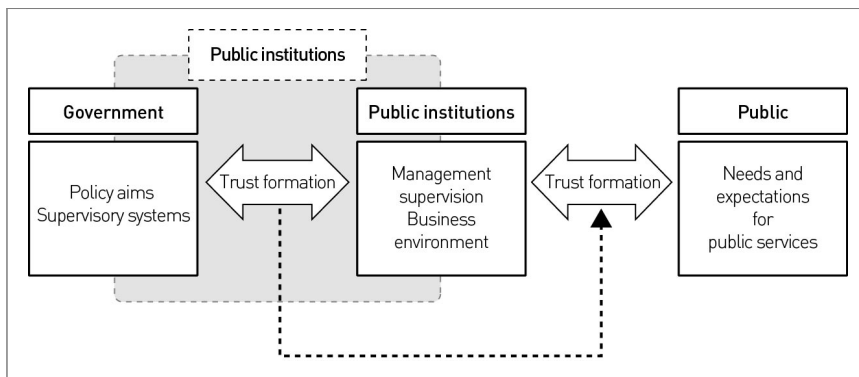 Public institutions
Government
Public institutions
Public
Policy aims
Supervisory systems
Trust formation
Management
supervision
Business
environment
Trust formation
Needs and
expectations
for
public services